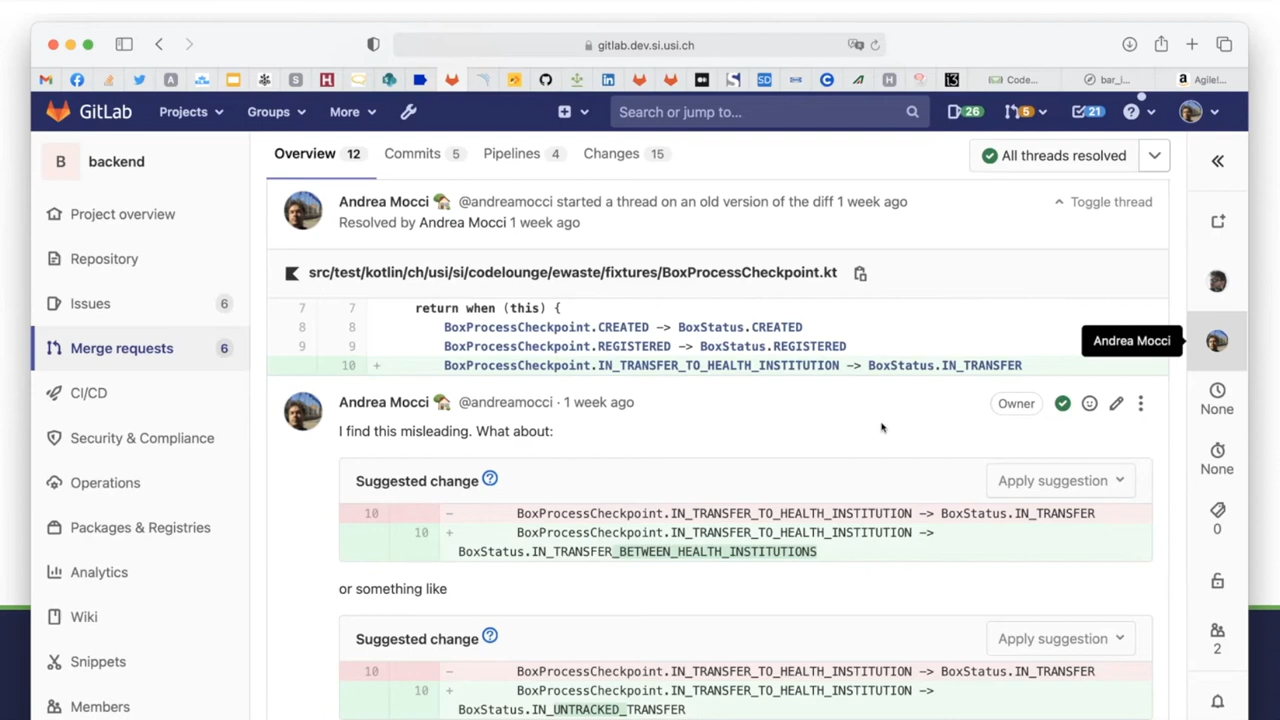 gitlab.dev.si.usi.ch
Code...
bar_i...
Agile!...
GitLab
Projects
Groups
More
Search or jump to...
26
5
21
B
backend
Overview 12
Commits 5
Pipelines 4
Changes 15
All threads resolved
Project overview
Repository
Issues 6
Merge requests 6
CI/CD
Security & Compliance
Operations
Packages & Registries
Analytics
Wiki
Snippets
Members
Andrea Mocci @andreamocci started a thread on an old version of the diff 1 week ago
Toggle thread
Resolved by Andrea Mocci 1 week ago
src/test/kotlin/ch/usi/si/codelounge/ewaste/fixtures/BoxProcessCheckpoint.kt
7 7 return when (this) {
8 8 BoxProcessCheckpoint.CREATED -> BoxStatus.CREATED
9 9 BoxProcessCheckpoint.REGISTERED -> BoxStatus.REGISTERED
10 + BoxProcessCheckpoint.IN_TRANSFER_TO_HEALTH_INSTITUTION -> BoxStatus.IN_TRANSFER
Andrea Mocci
Andrea Mocci @andreamocci · 1 week ago
Owner
I find this misleading. What about:
Suggested change
Apply suggestion
10 - BoxProcessCheckpoint.IN_TRANSFER_TO_HEALTH_INSTITUTION -> BoxStatus.IN_TRANSFER
10 + BoxProcessCheckpoint.IN_TRANSFER_TO_HEALTH_INSTITUTION ->
BoxStatus.IN_TRANSFER_BETWEEN_HEALTH_INSTITUTIONS
or something like
Suggested change
Apply suggestion
10 - BoxProcessCheckpoint.IN_TRANSFER_TO_HEALTH_INSTITUTION -> BoxStatus.IN_TRANSFER
10 + BoxProcessCheckpoint.IN_TRANSFER_TO_HEALTH_INSTITUTION ->
BoxStatus.IN_UNTRACKED_TRANSFER
None
None
0
2